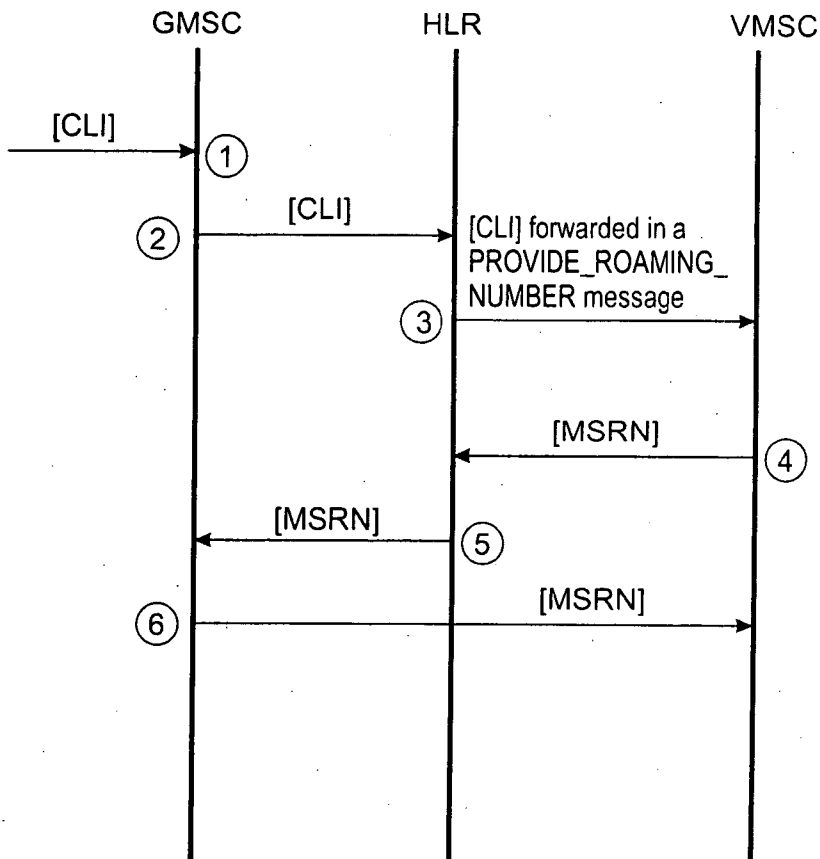 GMSC HLR VMSC
[CLI]
1
[CLI]
2
[CLI] forwarded in a
PROVIDE_ROAMING_
NUMBER message
3
[MSRN]
4
[MSRN]
5
[MSRN]
6